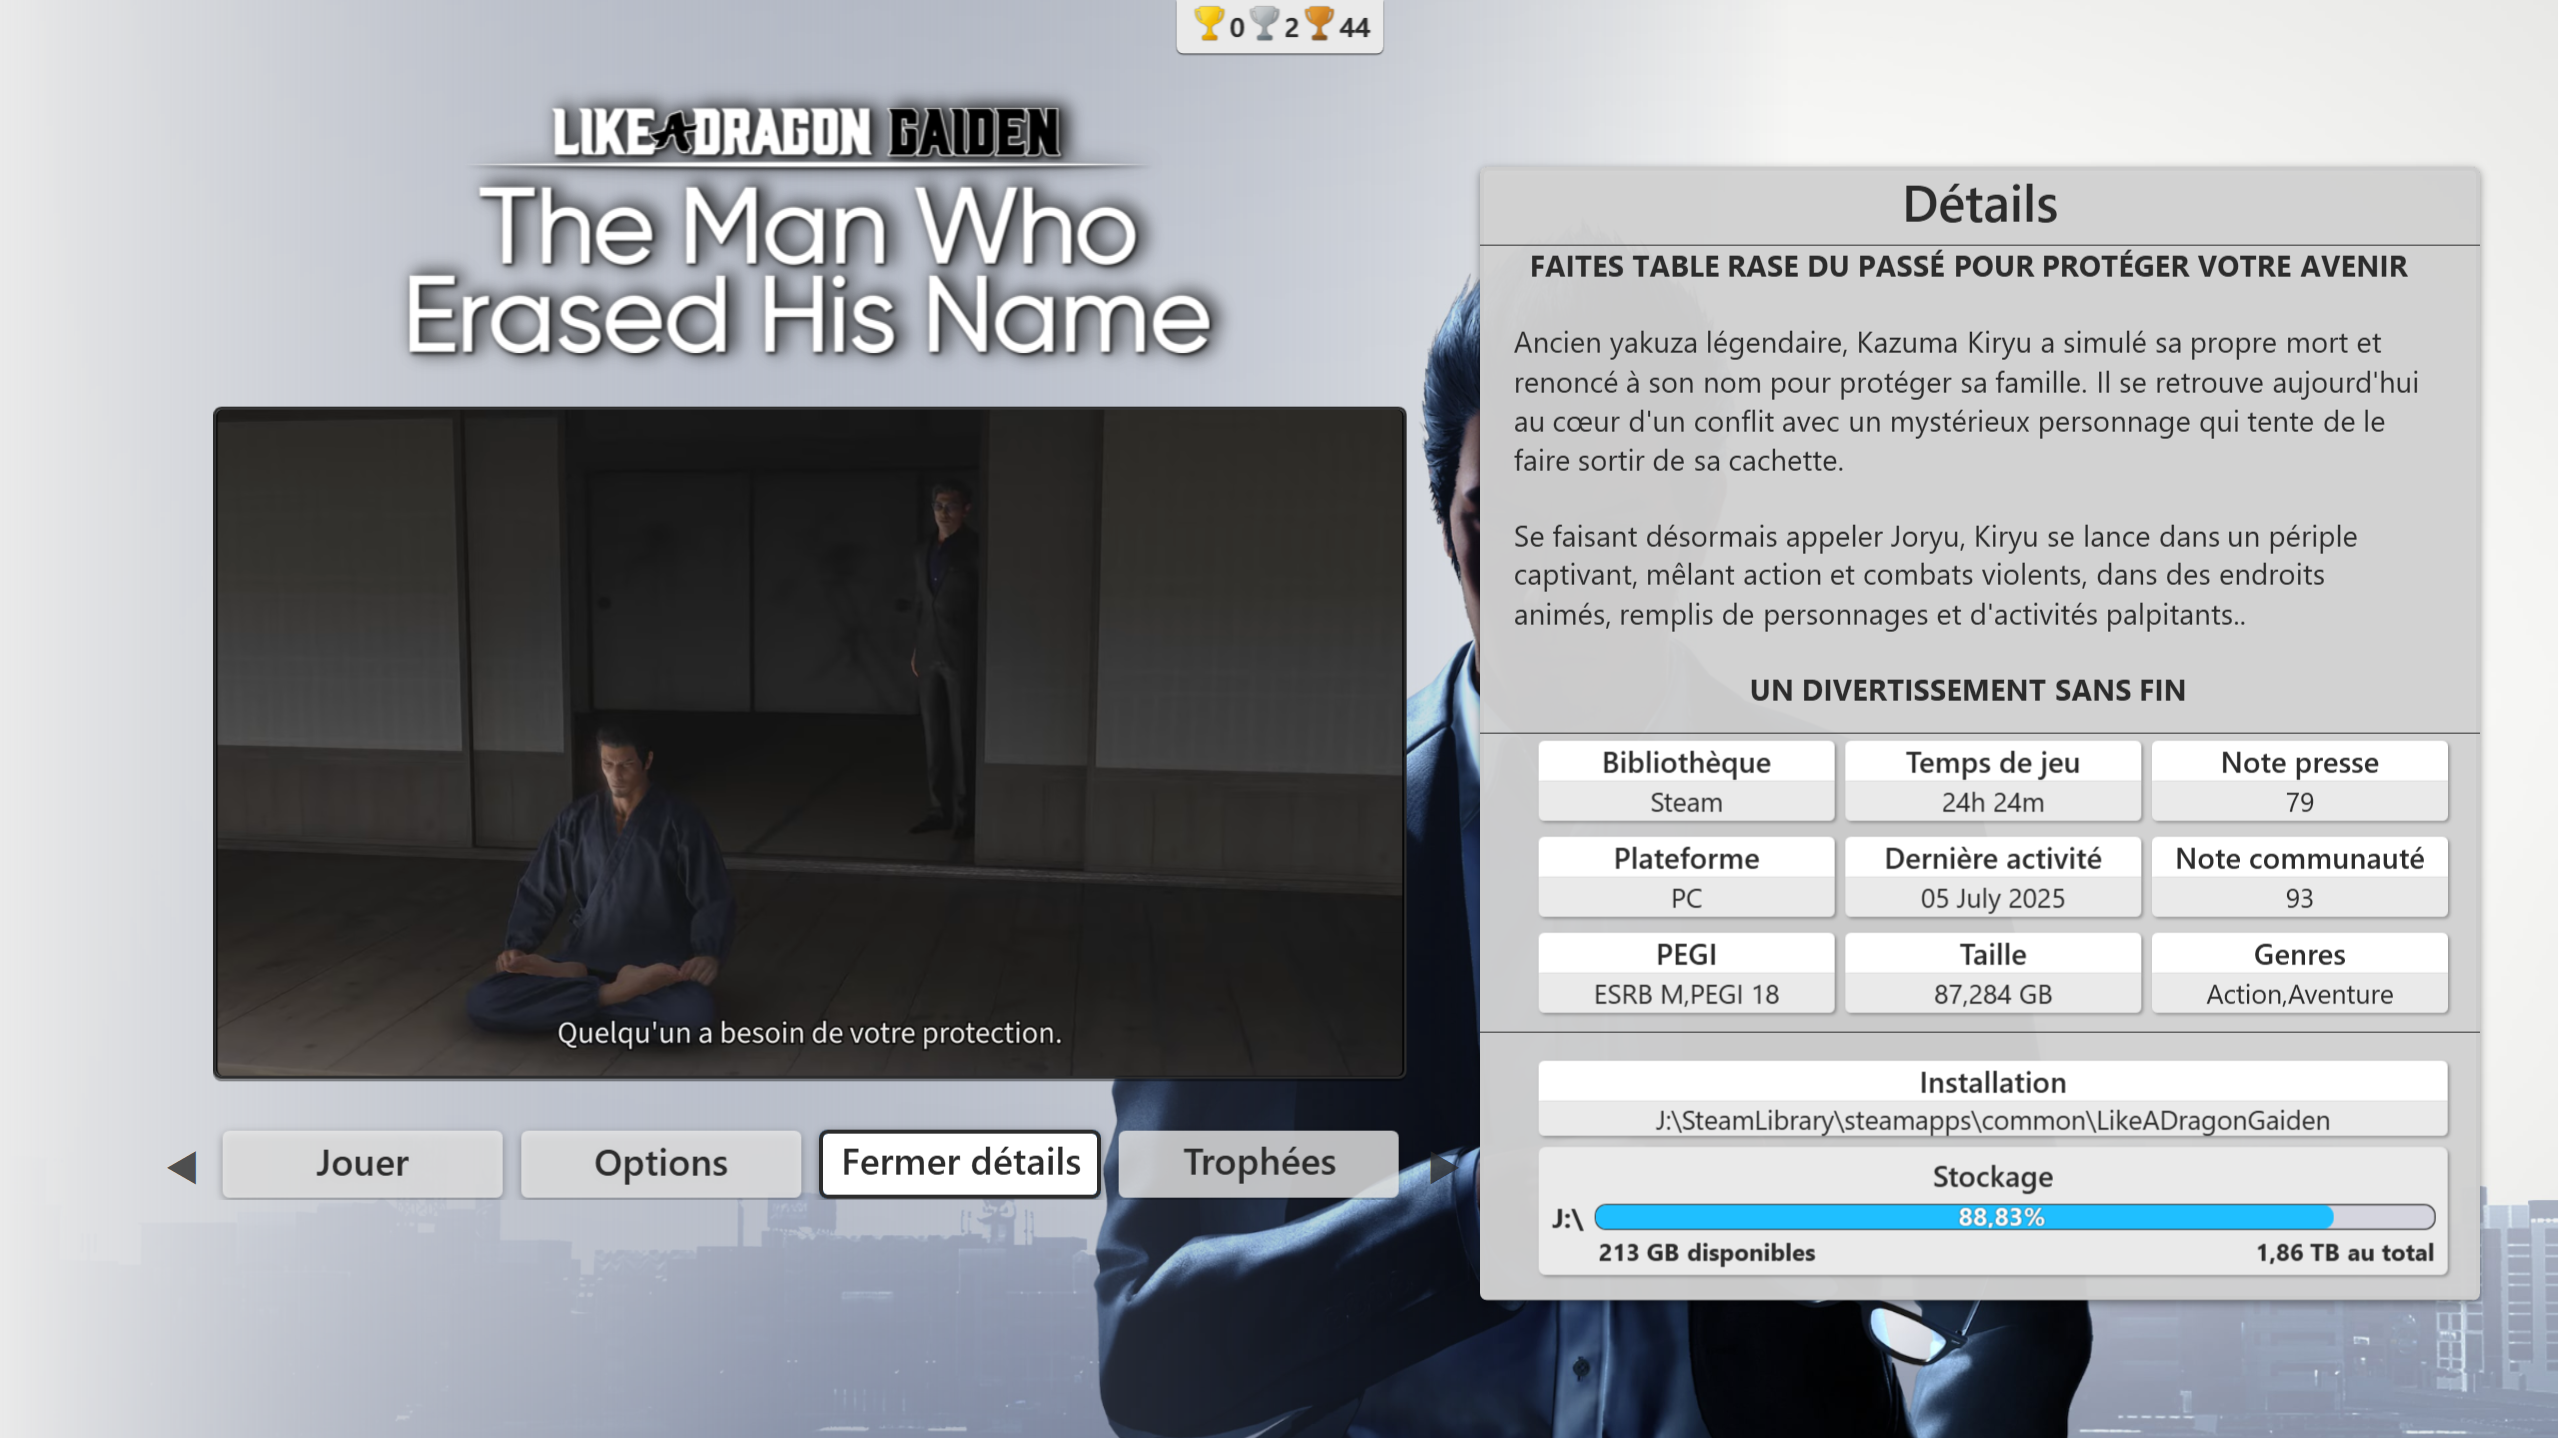 0 2 44
LIKE A DRAGON GAIDEN
The Man Who
Erased His Name
Quelqu'un a besoin de votre protection.
Jouer
Options
Fermer détails
Trophées
Détails
FAITES TABLE RASE DU PASSÉ POUR PROTÉGER VOTRE AVENIR
Ancien yakuza légendaire, Kazuma Kiryu a simulé sa propre mort et
renoncé à son nom pour protéger sa famille. Il se retrouve aujourd'hui
au cœur d'un conflit avec un mystérieux personnage qui tente de le
faire sortir de sa cachette.
Se faisant désormais appeler Joryu, Kiryu se lance dans un périple
captivant, mêlant action et combats violents, dans des endroits
animés, remplis de personnages et d'activités palpitants..
UN DIVERTISSEMENT SANS FIN
Bibliothèque
Steam
Temps de jeu
24h 24m
Note presse
79
Plateforme
PC
Dernière activité
05 July 2025
Note communauté
93
PEGI
ESRB M,PEGI 18
Taille
87,284 GB
Genres
Action,Aventure
Installation
J:\SteamLibrary\steamapps\common\LikeADragonGaiden
Stockage
J:\ 88,83%
213 GB disponibles
1,86 TB au total